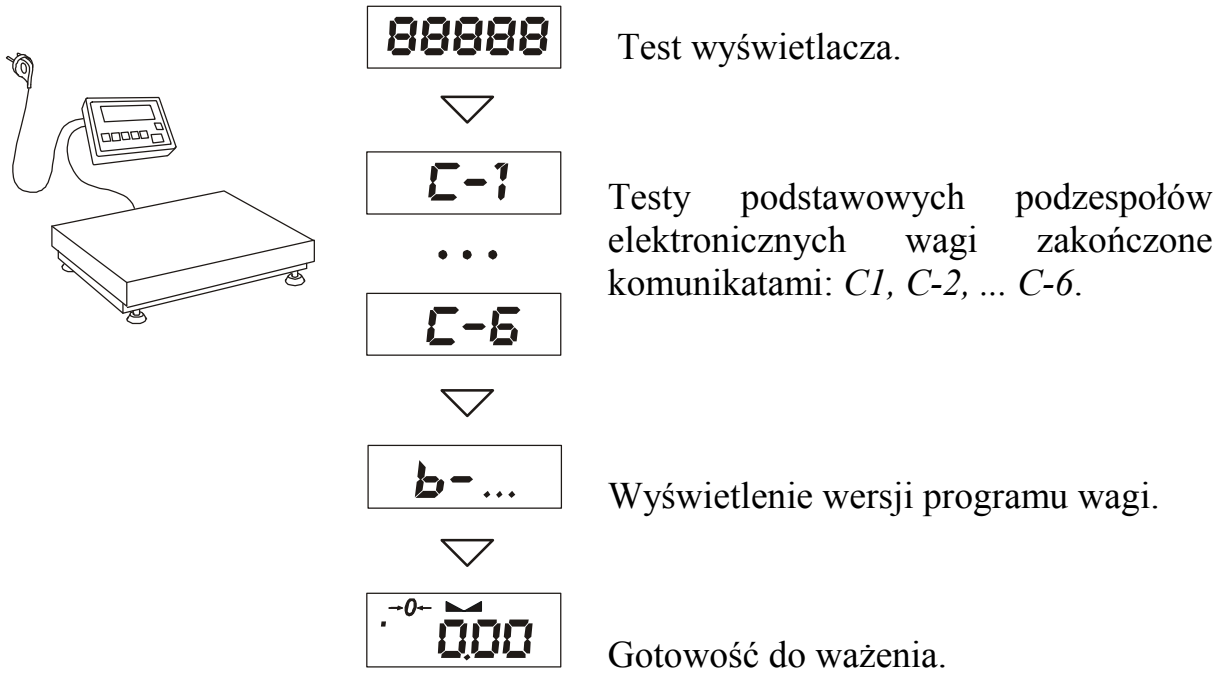 88888
Test wyświetlacza.
C-1
Testy podstawowych podzespołów
elektronicznych wagi zakończone
komunikatami: C1, C-2, ... C-6.
...
C-6
b-...
Wyświetlenie wersji programu wagi.
→0←
0.00
Gotowość do ważenia.